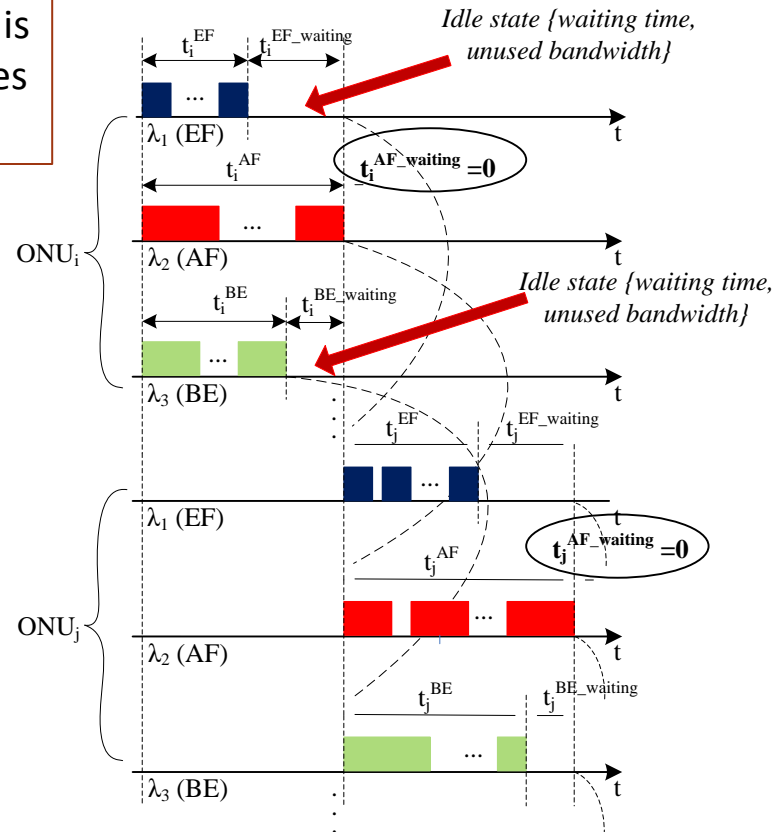 is
es
Idle state {waiting time,
unused bandwidth}
t_i^EF t_i^EF_waiting
...
λ₁ (EF) t
t_i^AF t_i^AF_waiting =0
...
ONU_i λ₂ (AF) t
Idle state {waiting time,
unused bandwidth}
t_i^BE t_i^BE_waiting
...
λ₃ (BE) t
t_j^EF t_j^EF_waiting
...
λ₁ (EF) t
t_j^AF t_j^AF_waiting =0
...
ONU_j λ₂ (AF) t
t_j^BE t_j^BE_waiting
...
λ₃ (BE) t